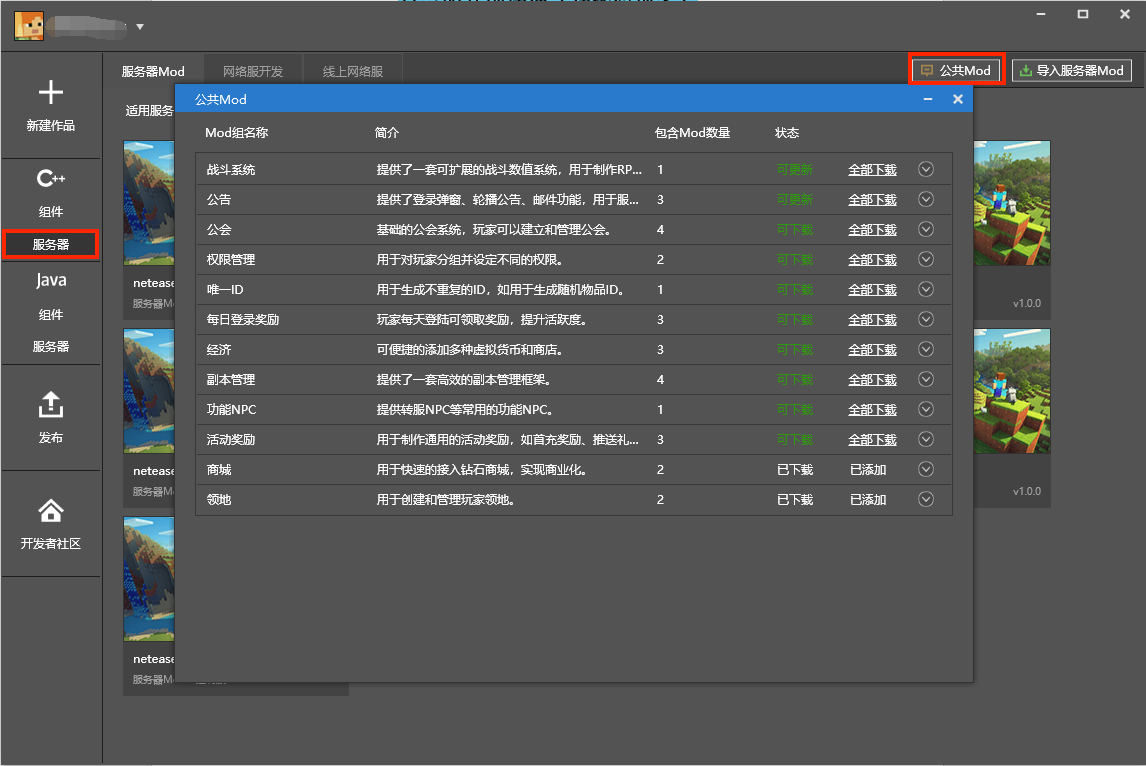 服务器Mod 网络服开发 线上网络服 公共Mod 导入服务器Mod
新建作品
C++
组件
服务器
Java
组件
服务器
发布
开发者社区
适用服务
公共Mod
Mod组名称 简介 包含Mod数量 状态
战斗系统 提供了一套可扩展的战斗数值系统，用于制作RP... 1 可更新 全部下载
公告 提供了登录弹窗、轮播公告、邮件功能，用于服... 3 可更新 全部下载
公会 基础的公会系统，玩家可以建立和管理公会。 4 可下载 全部下载
权限管理 用于对玩家分组并设定不同的权限。 2 可下载 全部下载
唯一ID 用于生成不重复的ID，如用于生成随机物品ID。 1 可下载 全部下载
每日登录奖励 玩家每天登陆可领取奖励，提升活跃度。 3 可下载 全部下载
经济 可便捷的添加多种虚拟货币和商店。 3 可下载 全部下载
副本管理 提供了一套高效的副本管理框架。 4 可下载 全部下载
功能NPC 提供转服NPC等常用的功能NPC。 1 可下载 全部下载
活动奖励 用于制作通用的活动奖励，如首充奖励、推送礼... 3 可下载 全部下载
商城 用于快速的接入钻石商城，实现商业化。 2 已下载 已添加
领地 用于创建和管理玩家领地。 2 已下载 已添加
netease
服务器M
v1.0.0
netease
服务器M
v1.0.0
netease
服务器M